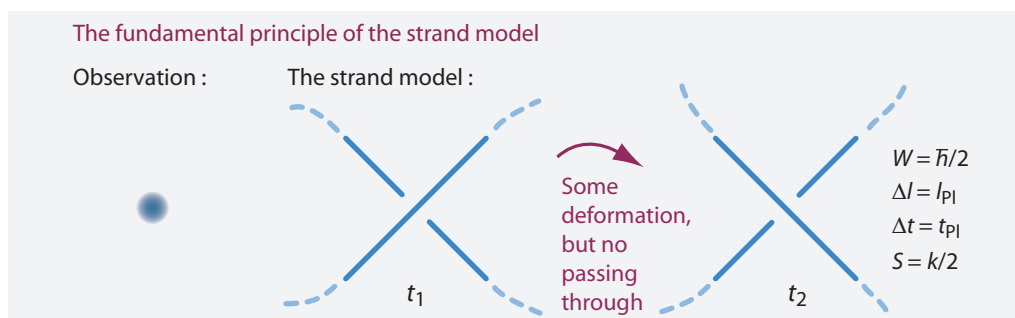 The fundamental principle of the strand model
Observation :
The strand model :
Some
deformation,
but no
passing
through
t1
t2
W = ℏ/2
Δl = lPl
Δt = tPl
S = k/2